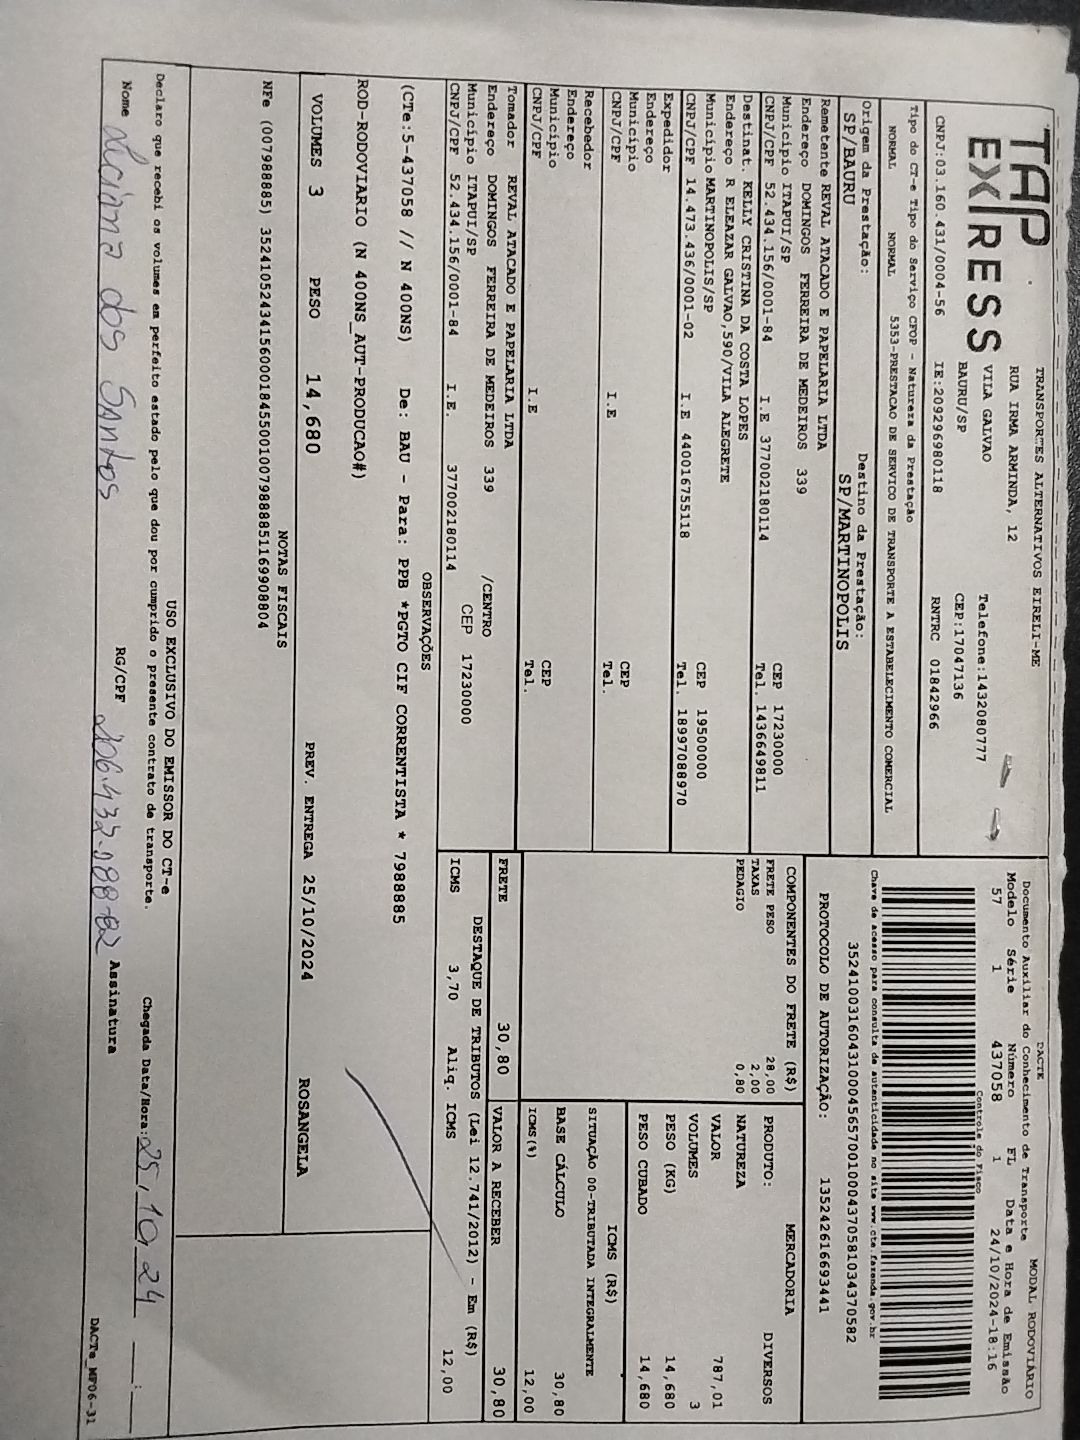 TAP EXPRESS
TRANSPORTES ALTERNATIVOS EIRELI-ME
RUA IRMA ARMINDA, 12
VILA GALVAO Telefone:1432080777
BAURU/SP CEP:17047136
CNPJ:03.160.431/0004-56 IE:209296980118 RNTRC 01842966
DACTE MODAL RODOVIÁRIO
Documento Auxiliar do Conhecimento de Transporte
Modelo Série Número FL Data e Hora de Emissão
57 1 437058 1 24/10/2024-18:16
Controle do Fisco
Chave de acesso para consulta de autenticidade no site www.cte.fazenda.gov.br
35241003160431000456570010004370581034370582
PROTOCOLO DE AUTORIZAÇÃO: 135242616693441
Tipo do CT-e Tipo do Serviço CFOP - Natureza da Prestação
NORMAL NORMAL 5353-PRESTACAO DE SERVICO DE TRANSPORTE A ESTABELECIMENTO COMERCIAL
Origem da Prestação: Destino da Prestação:
SP/BAURU SP/MARTINOPOLIS
Remetente REVAL ATACADO E PAPELARIA LTDA
Endereço DOMINGOS FERREIRA DE MEDEIROS 339
Município ITAPUI/SP CEP 17230000
CNPJ/CPF 52.434.156/0001-84 I.E 377002180114 Tel. 1436649811
Destinat. KELLY CRISTINA DA COSTA LOPES
Endereço R ELEAZAR GALVAO,590/VILA ALEGRETE
Município MARTINOPOLIS/SP CEP 19500000
CNPJ/CPF 14.473.436/0001-02 I.E 440016755118 Tel. 18997088970
Expedidor
Endereço
Município CEP
CNPJ/CPF I.E Tel.
Recebedor
Endereço
Município CEP
CNPJ/CPF I.E Tel.
Tomador REVAL ATACADO E PAPELARIA LTDA
Endereço DOMINGOS FERREIRA DE MEDEIROS 339 /CENTRO
Município ITAPUI/SP CEP 17230000
CNPJ/CPF 52.434.156/0001-84 I.E. 377002180114
COMPONENTES DO FRETE (R$)
FRETE PESO 28,00
TAXAS 2,00
PEDAGIO 0,80
FRETE 30,80
MERCADORIA
PRODUTO: DIVERSOS
NATUREZA
VALOR 787,01
VOLUMES 3
PESO (KG) 14,680
PESO CUBADO 14,680
ICMS (R$)
SITUAÇÃO 00-TRIBUTADA INTEGRALMENTE
BASE CÁLCULO 30,80
ICMS(%) 12,00
VALOR A RECEBER 30,80
DESTAQUE DE TRIBUTOS (Lei 12.741/2012) - Em (R$)
ICMS 3,70 Aliq. ICMS 12,00
OBSERVAÇÕES
(CTe:5-437058 // N 400NS) De: BAU - Para: PPB *PGTO CIF CORRENTISTA * 7988885
ROD-RODOVIARIO (N 400NS_AUT-PRODUCAO#)
VOLUMES 3 PESO 14,680 PREV. ENTREGA 25/10/2024 ROSANGELA
NOTAS FISCAIS
NFe (007988885) 35241052434156000184550010079888851169908804
USO EXCLUSIVO DO EMISSOR DO CT-e
Declaro que recebi os volumes em perfeito estado pelo que dou por cumprido o presente contrato de transporte. Chegada Data/Hora: 25.10.24 __:__
Nome Luciana dos Santos RG/CPF 206.432.188-82 Assinatura
DACTe_MF06-31